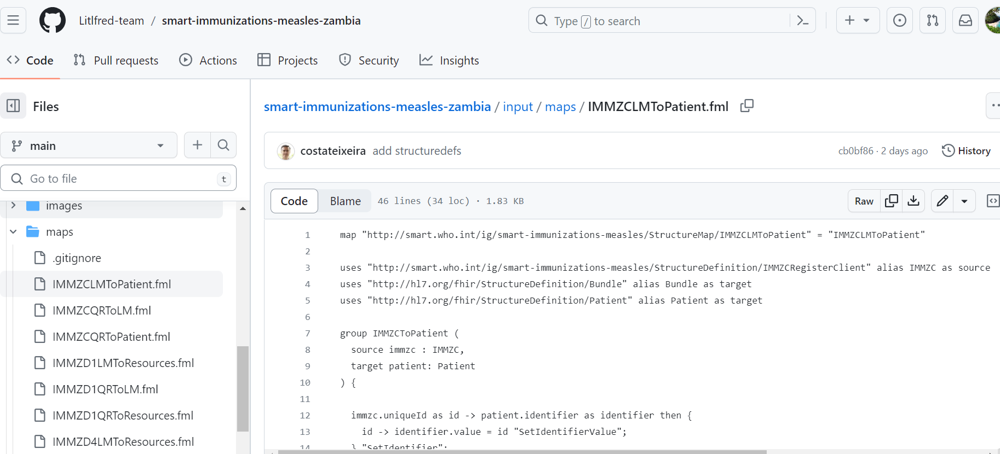 Litlfred-team / smart-immunizations-measles-zambia
Type / to search
Code
Pull requests
Actions
Projects
Security
Insights
Files
main
Go to file
t
images
maps
.gitignore
IMMZCLMToPatient.fml
IMMZCQRToLM.fml
IMMZCQRToPatient.fml
IMMZD1LMToResources.fml
IMMZD1QRToLM.fml
IMMZD1QRToResources.fml
IMMZD4LMToResources.fml
smart-immunizations-measles-zambia / input / maps / IMMZCLMToPatient.fml
costateixeira add structuredefs
cb0bf86 · 2 days ago
History
Code
Blame
46 lines (34 loc) · 1.83 KB
Raw
1 map "http://smart.who.int/ig/smart-immunizations-measles/StructureMap/IMMZCLMToPatient" = "IMMZCLMToPatient"
2
3 uses "http://smart.who.int/ig/smart-immunizations-measles/StructureDefinition/IMMZCRegisterClient" alias IMMZC as source
4 uses "http://hl7.org/fhir/StructureDefinition/Bundle" alias Bundle as target
5 uses "http://hl7.org/fhir/StructureDefinition/Patient" alias Patient as target
6
7 group IMMZCToPatient (
8 source immzc : IMMZC,
9 target patient: Patient
10 ) {
11
12 immzc.uniqueId as id -> patient.identifier as identifier then {
13 id -> identifier.value = id "SetIdentifierValue";
14 } "SetIdentifier";